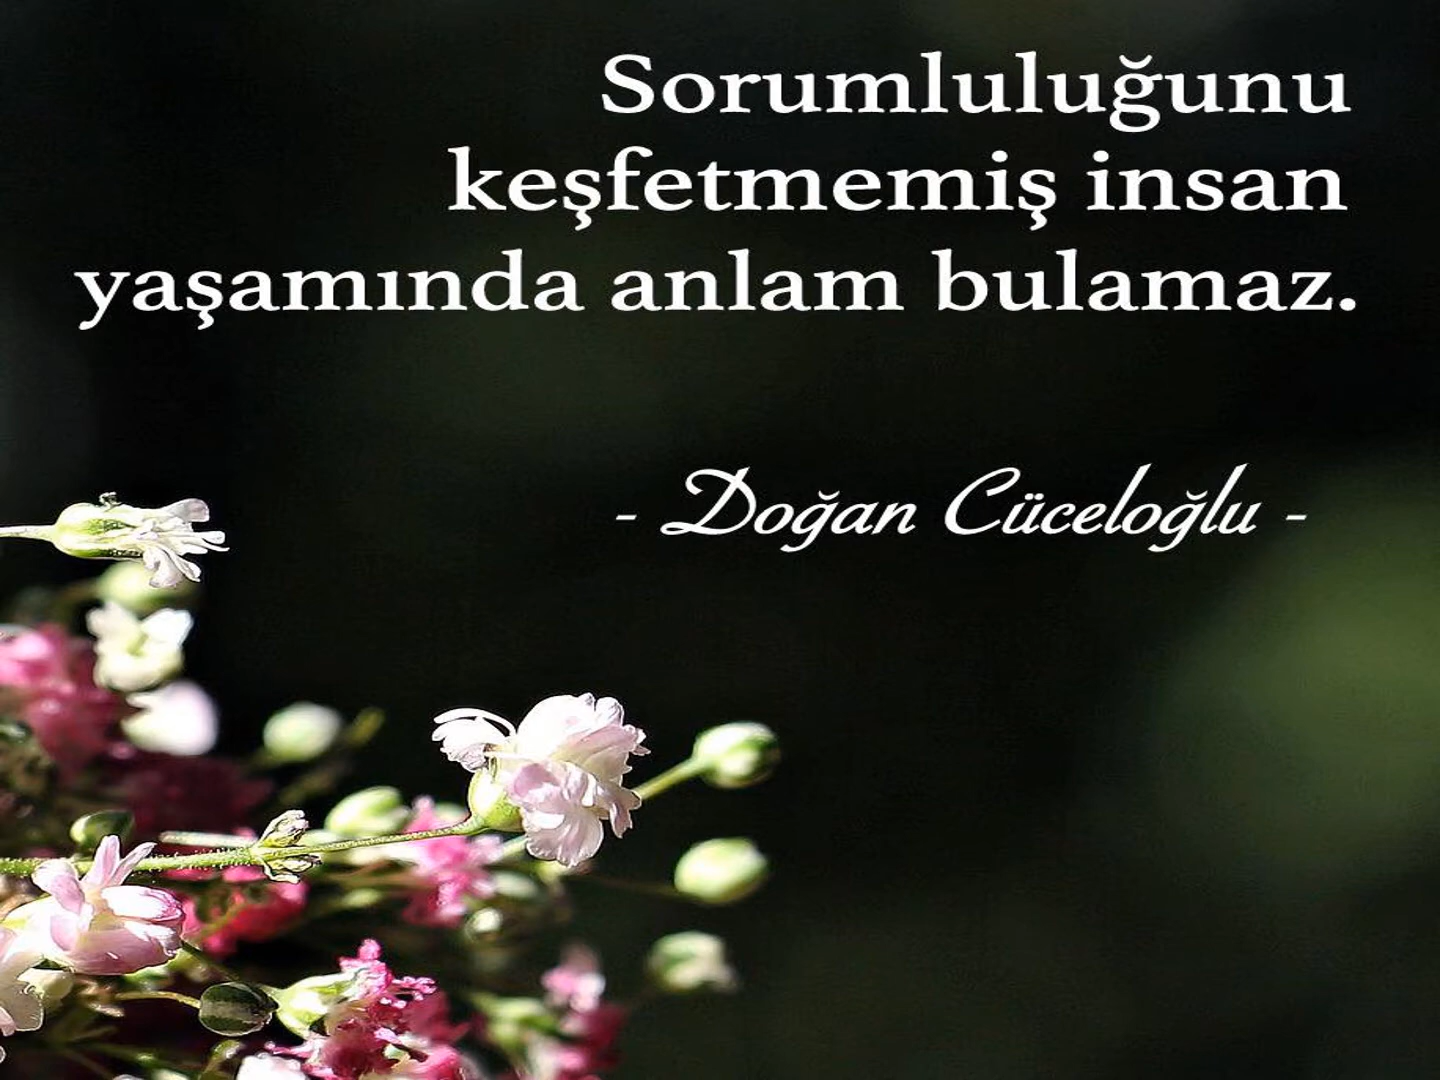 Sorumluluğunu
keşfetmemiş insan
yaşamında anlam bulamaz.
- Doğan Cüceloğlu -